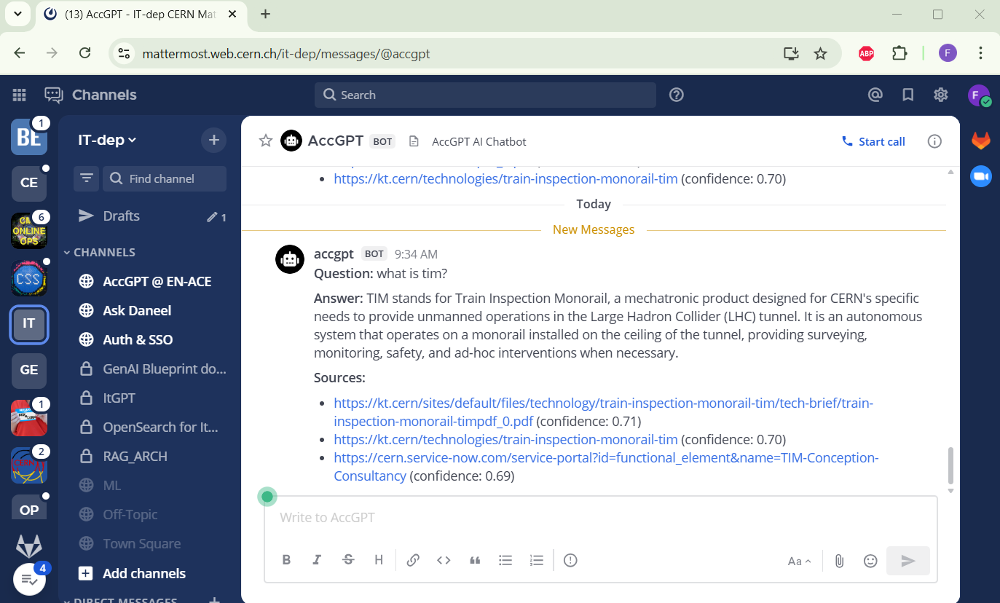 (13) AccGPT - IT-dep CERN Mat
mattermost.web.cern.ch/it-dep/messages/@accgpt
ABP
F
Channels
Search
F
1
BE
CE
6
CM
ONLINE
OPS
CSS
IT
GE
1
HELLO
2
CERN IT
OP
4
IT-dep
Find channel
Drafts
1
CHANNELS
AccGPT @ EN-ACE
Ask Daneel
Auth & SSO
GenAI Blueprint do...
ItGPT
OpenSearch for It...
RAG_ARCH
ML
Off-Topic
Town Square
Add channels
DIRECT MESSAGES
AccGPT BOT AccGPT AI Chatbot
Start call
https://kt.cern/technologies/train-inspection-monorail-tim (confidence: 0.70)
Today
New Messages
accgpt BOT 9:34 AM
Question: what is tim?
Answer: TIM stands for Train Inspection Monorail, a mechatronic product designed for CERN's specific
needs to provide unmanned operations in the Large Hadron Collider (LHC) tunnel. It is an autonomous
system that operates on a monorail installed on the ceiling of the tunnel, providing surveying,
monitoring, safety, and ad-hoc interventions when necessary.
Sources:
https://kt.cern/sites/default/files/technology/train-inspection-monorail-tim/tech-brief/train-
inspection-monorail-timpdf_0.pdf (confidence: 0.71)
https://kt.cern/technologies/train-inspection-monorail-tim (confidence: 0.70)
https://cern.service-now.com/service-portal?id=functional_element&name=TIM-Conception-
Consultancy (confidence: 0.69)
Write to AccGPT
B I S H
Aa